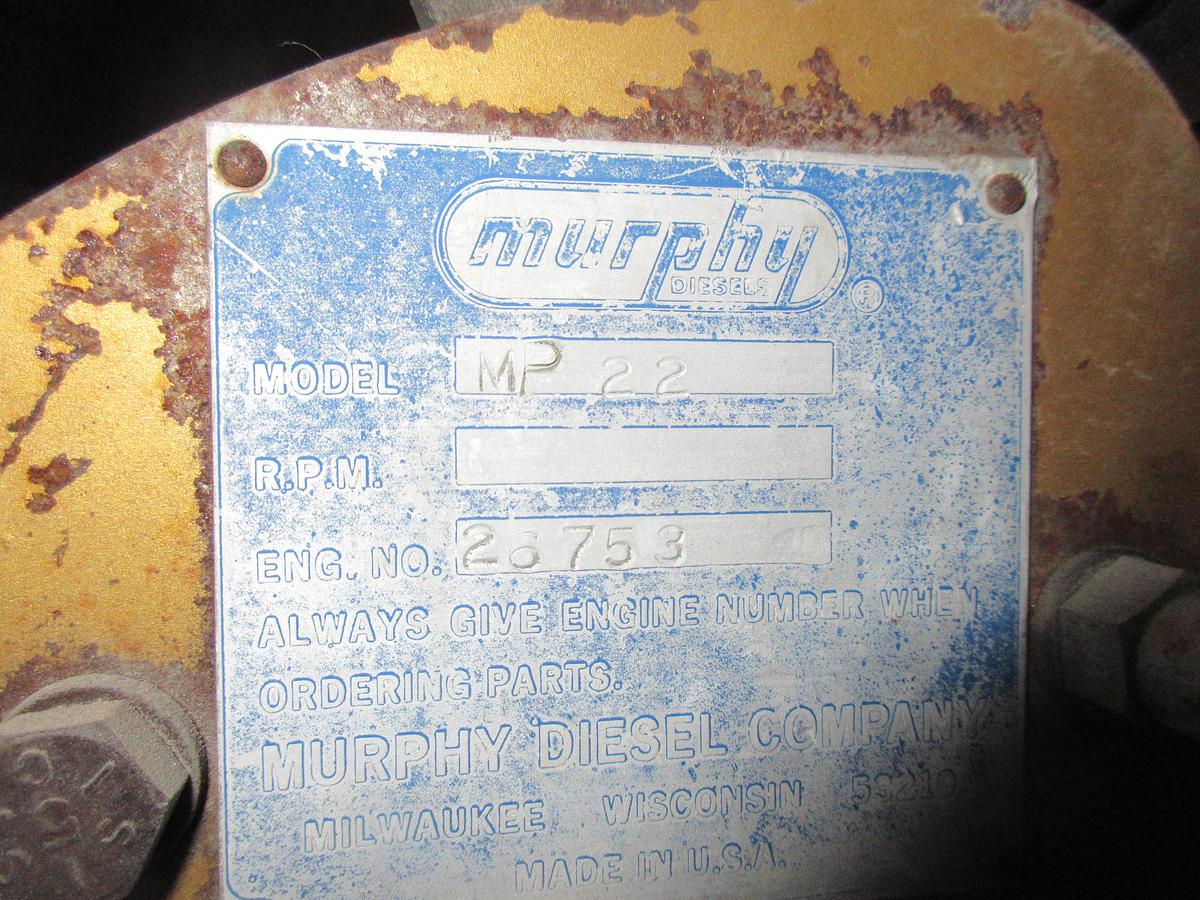 murphy
DIESELS
®
MODEL MP 22
R.P.M.
ENG. NO. 26753
ALWAYS GIVE ENGINE NUMBER WHEN
ORDERING PARTS.
MURPHY DIESEL COMPANY
MILWAUKEE WISCONSIN
MADE IN U.S.A.